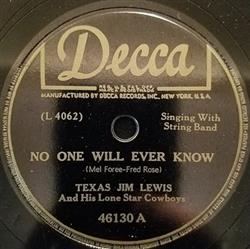 Decca
MANUFACTURED BY DECCA RECORDS, INC., NEW YORK, U.S.A.
(L 4062)
Singing With
String Band
NO ONE WILL EVER KNOW
(Mel Foree-Fred Rose)
TEXAS JIM LEWIS
And His Lone Star Cowboys
46130 A